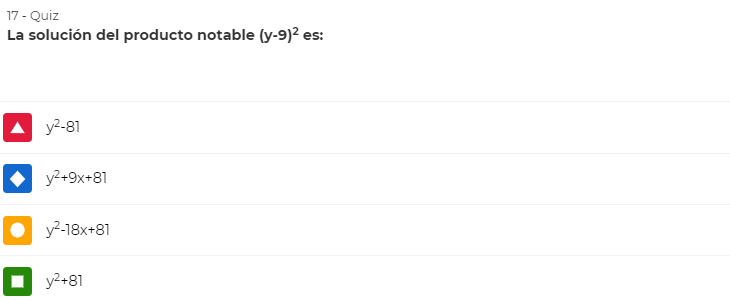 17 - Quiz
La solución del producto notable (y-9)² es:
y²-81
y²+9x+81
y²-18x+81
y²+81